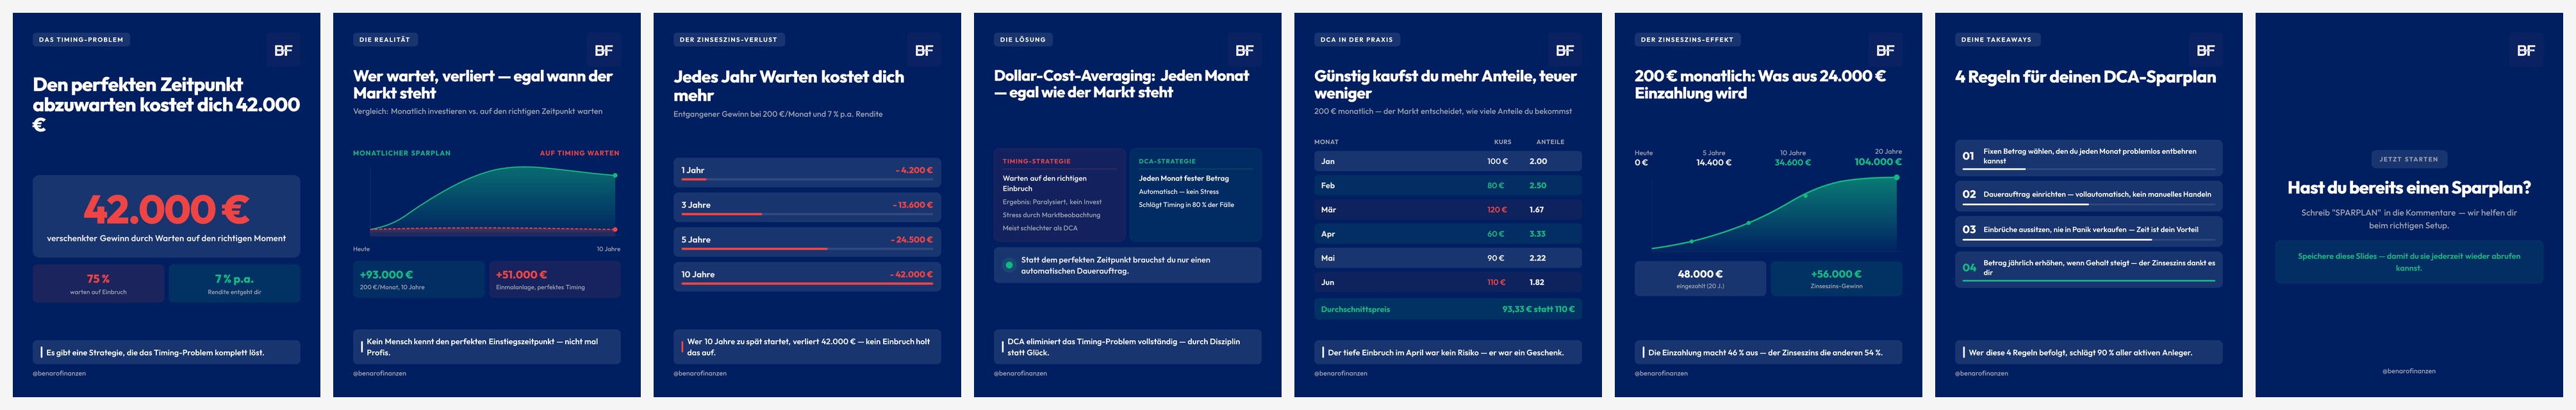 DAS TIMING-PROBLEM
BF
Den perfekten Zeitpunkt
abzuwarten kostet dich 42.000
€
42.000 €
verschenkter Gewinn durch Warten auf den richtigen Moment
75 %
warten auf Einbruch
7 % p.a.
Rendite entgeht dir
Es gibt eine Strategie, die das Timing-Problem komplett löst.
@benarofinanzen
DIE REALITÄT
BF
Wer wartet, verliert — egal wann der
Markt steht
Vergleich: Monatlich investieren vs. auf den richtigen Zeitpunkt warten
MONATLICHER SPARPLAN
AUF TIMING WARTEN
Heute
10 Jahre
+93.000 €
200 €/Monat, 10 Jahre
+51.000 €
Einmalanlage, perfektes Timing
Kein Mensch kennt den perfekten Einstiegszeitpunkt — nicht mal
Profis.
@benarofinanzen
DER ZINSESZINS-VERLUST
BF
Jedes Jahr Warten kostet dich
mehr
Entgangener Gewinn bei 200 €/Monat und 7 % p.a. Rendite
1 Jahr
- 4.200 €
3 Jahre
- 13.600 €
5 Jahre
- 24.500 €
10 Jahre
- 42.000 €
Wer 10 Jahre zu spät startet, verliert 42.000 € — kein Einbruch holt
das auf.
@benarofinanzen
DIE LÖSUNG
BF
Dollar-Cost-Averaging: Jeden Monat
— egal wie der Markt steht
TIMING-STRATEGIE
Warten auf den richtigen
Einbruch
Ergebnis: Paralysiert, kein Invest
Stress durch Marktbeobachtung
Meist schlechter als DCA
DCA-STRATEGIE
Jeden Monat fester Betrag
Automatisch — kein Stress
Schlägt Timing in 80 % der Fälle
Statt dem perfekten Zeitpunkt brauchst du nur einen
automatischen Dauerauftrag.
DCA eliminiert das Timing-Problem vollständig — durch Disziplin
statt Glück.
@benarofinanzen
DCA IN DER PRAXIS
BF
Günstig kaufst du mehr Anteile, teuer
weniger
200 € monatlich — der Markt entscheidet, wie viele Anteile du bekommst
MONAT KURS ANTEILE
Jan 100 € 2.00
Feb 80 € 2.50
Mär 120 € 1.67
Apr 60 € 3.33
Mai 90 € 2.22
Jun 110 € 1.82
Durchschnittspreis 93,33 € statt 110 €
Der tiefe Einbruch im April war kein Risiko — er war ein Geschenk.
@benarofinanzen
DER ZINSESZINS-EFFEKT
BF
200 € monatlich: Was aus 24.000 €
Einzahlung wird
Heute
0 €
5 Jahre
14.400 €
10 Jahre
34.600 €
20 Jahre
104.000 €
48.000 €
eingezahlt (20 J.)
+56.000 €
Zinseszins-Gewinn
Die Einzahlung macht 46 % aus — der Zinseszins die anderen 54 %.
@benarofinanzen
DEINE TAKEAWAYS
BF
4 Regeln für deinen DCA-Sparplan
01 Fixen Betrag wählen, den du jeden Monat problemlos entbehren
kannst
02 Dauerauftrag einrichten — vollautomatisch, kein manuelles Handeln
03 Einbrüche aussitzen, nie in Panik verkaufen — Zeit ist dein Vorteil
04 Betrag jährlich erhöhen, wenn Gehalt steigt — der Zinseszins dankt es
dir
Wer diese 4 Regeln befolgt, schlägt 90 % aller aktiven Anleger.
@benarofinanzen
BF
JETZT STARTEN
Hast du bereits einen Sparplan?
Schreib "SPARPLAN" in die Kommentare — wir helfen dir
beim richtigen Setup.
Speichere diese Slides — damit du sie jederzeit wieder abrufen
kannst.
@benarofinanzen